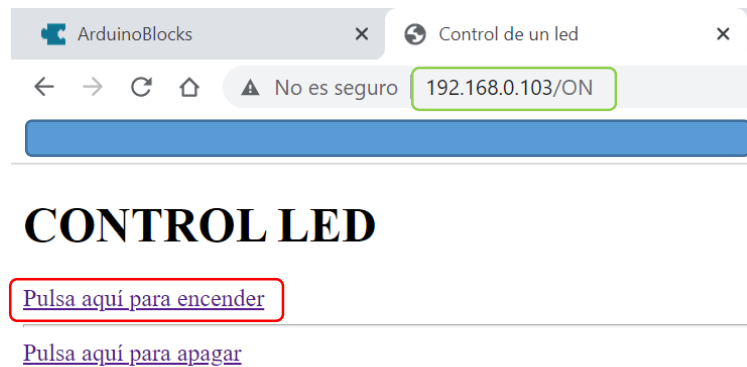 ArduinoBlocks
Control de un led
No es seguro
192.168.0.103/ON
CONTROL LED
Pulsa aquí para encender
Pulsa aquí para apagar